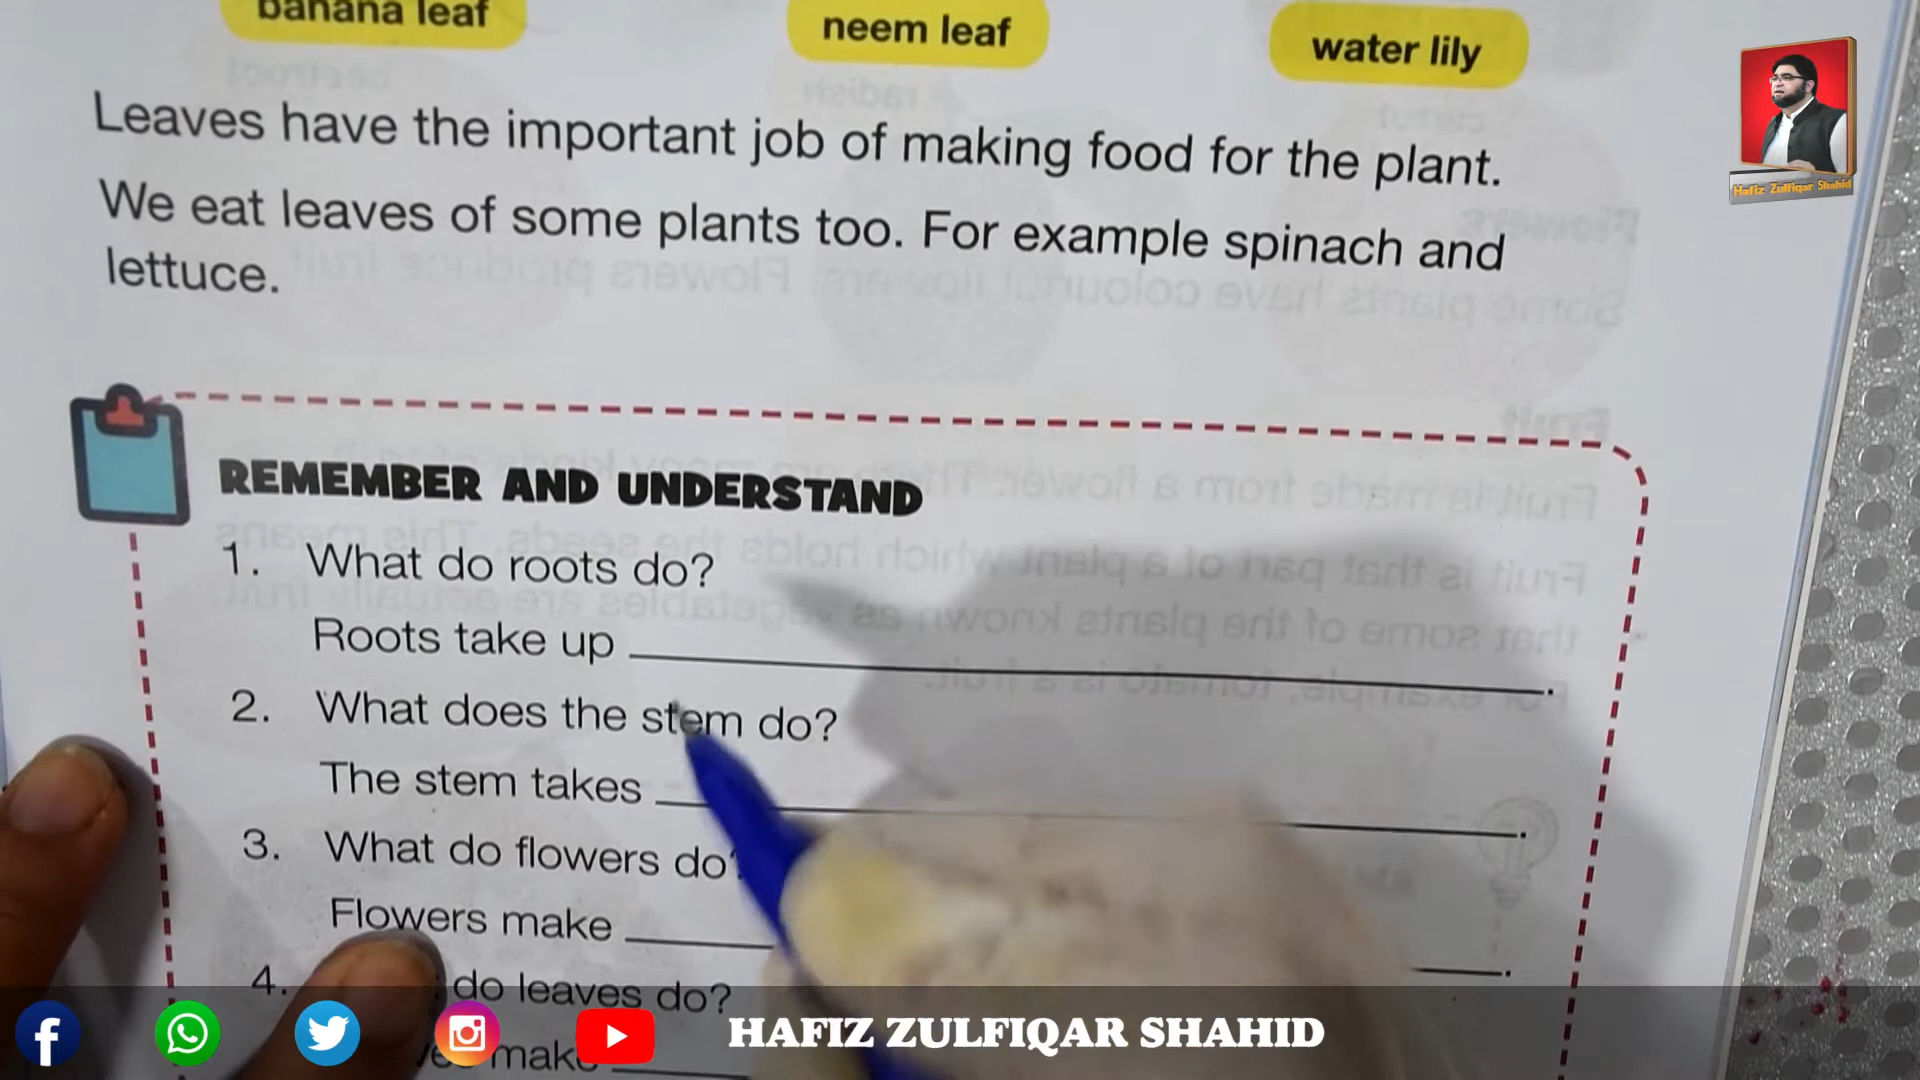 banana leaf
neem leaf
water lily
Leaves have the important job of making food for the plant.
We eat leaves of some plants too. For example spinach and
lettuce.
REMEMBER AND UNDERSTAND
1. What do roots do?
Roots take up
2. What does the stem do?
The stem takes
3. What do flowers do?
Flowers make
4. do leaves do?
make
Hafiz Zulfiqar Shahid
HAFIZ ZULFIQAR SHAHID